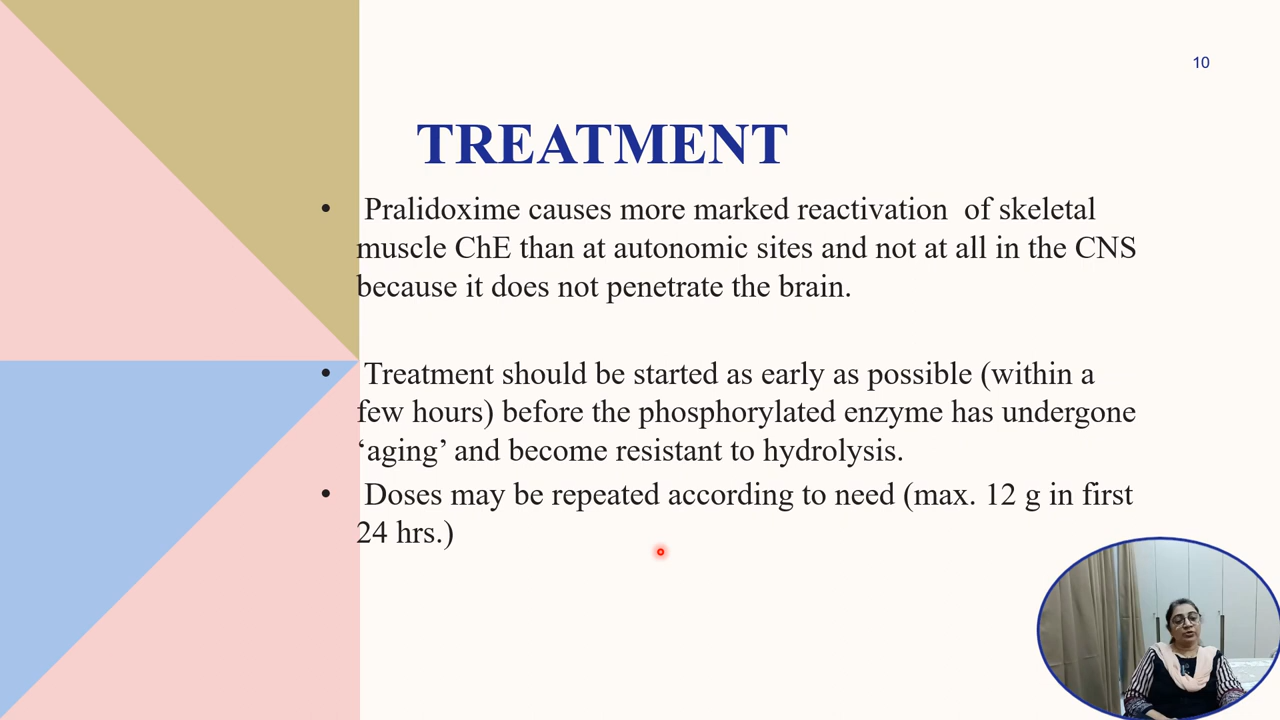 10
TREATMENT
• Pralidoxime causes more marked reactivation of skeletal
muscle ChE than at autonomic sites and not at all in the CNS
because it does not penetrate the brain.
• Treatment should be started as early as possible (within a
few hours) before the phosphorylated enzyme has undergone
‘aging’ and become resistant to hydrolysis.
• Doses may be repeated according to need (max. 12 g in first
24 hrs.)